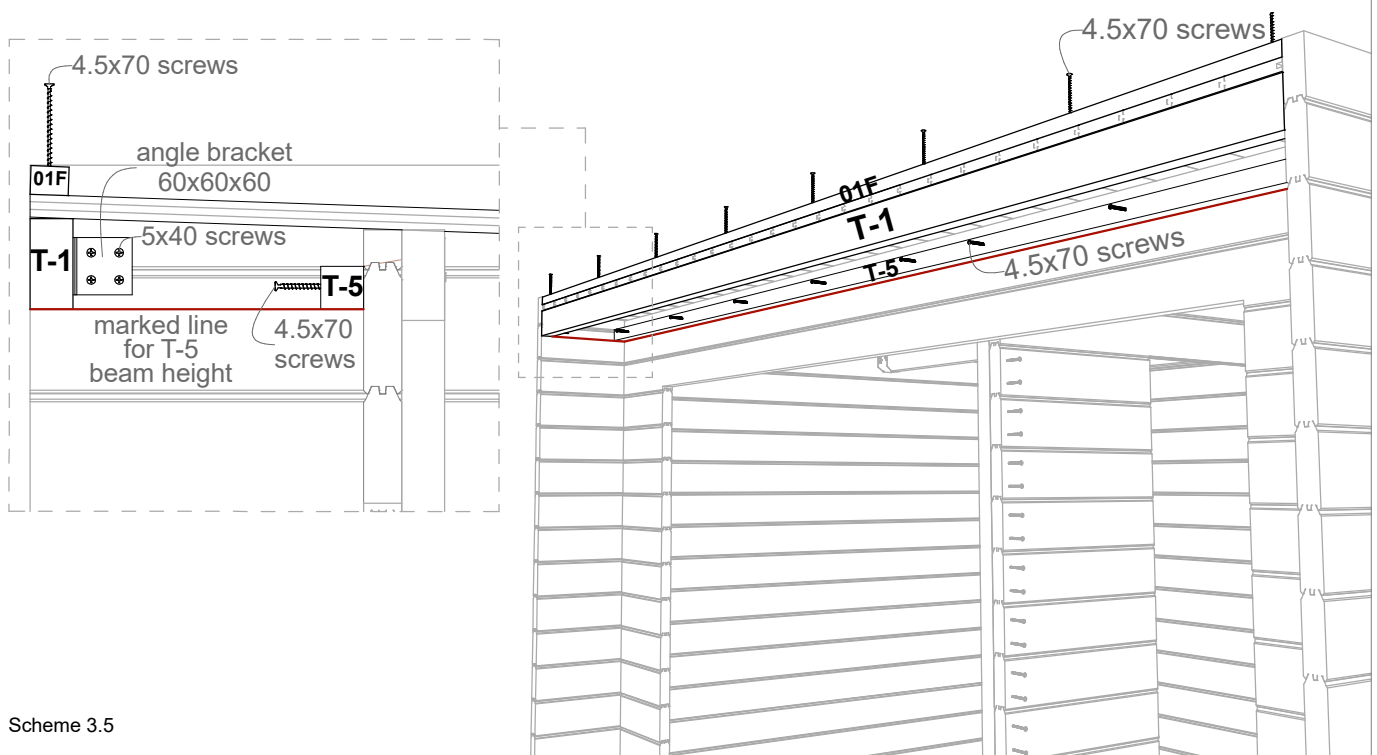 4.5x70 screws
angle bracket
60x60x60
01F
5x40 screws
T-1
T-5
marked line
for T-5
beam height
4.5x70
screws
4.5x70 screws
01F
T-1
T-5
4.5x70 screws
Scheme 3.5